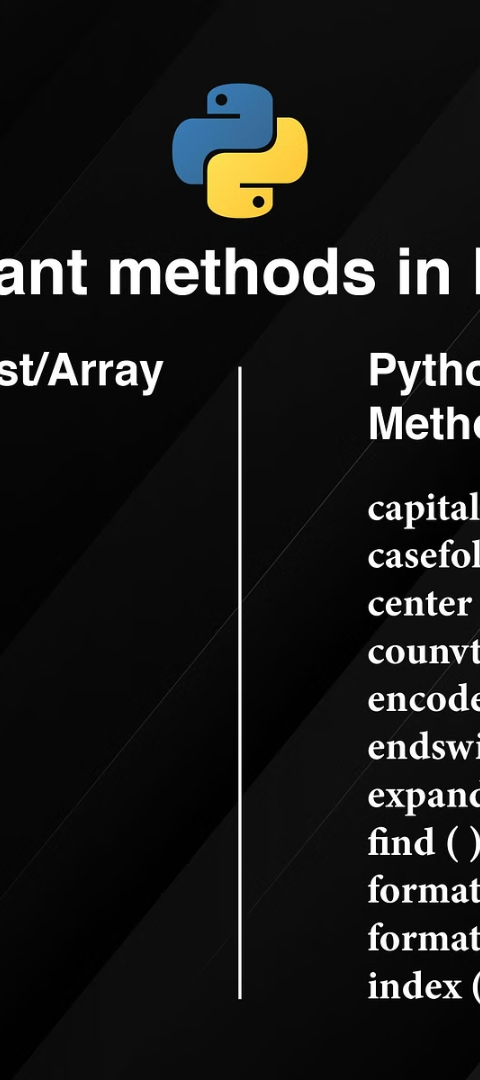 ant methods in
st/Array
Pytho
Metho
capital
casefol
center
counvt
encode
endswi
expand
find ( )
format
format
index (